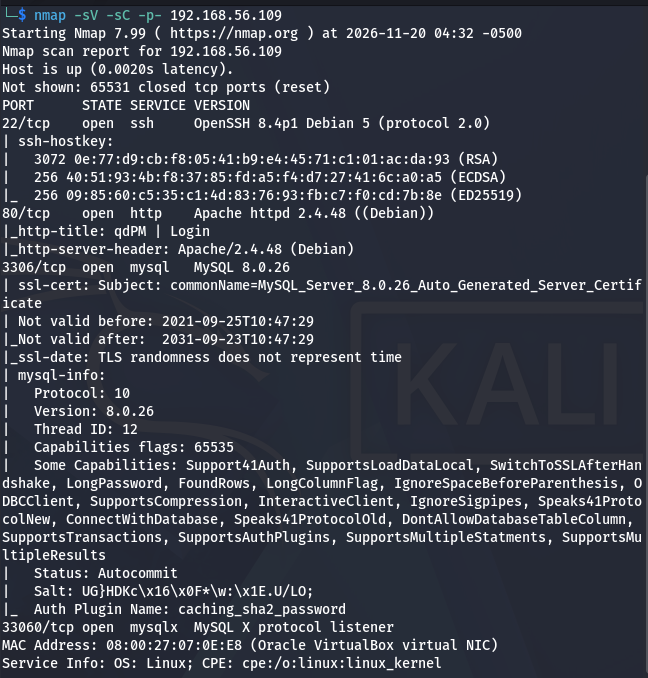 └─$ nmap -sV -sC -p- 192.168.56.109
Starting Nmap 7.99 ( https://nmap.org ) at 2026-11-20 04:32 -0500
Nmap scan report for 192.168.56.109
Host is up (0.0020s latency).
Not shown: 65531 closed tcp ports (reset)
PORT      STATE SERVICE VERSION
22/tcp    open  ssh     OpenSSH 8.4p1 Debian 5 (protocol 2.0)
| ssh-hostkey:
|   3072 0e:77:d9:cb:f8:05:41:b9:e4:45:71:c1:01:ac:da:93 (RSA)
|   256 40:51:93:4b:f8:37:85:fd:a5:f4:d7:27:41:6c:a0:a5 (ECDSA)
|_  256 09:85:60:c5:35:c1:4d:83:76:93:fb:c7:f0:cd:7b:8e (ED25519)
80/tcp    open  http    Apache httpd 2.4.48 ((Debian))
|_http-title: qdPM | Login
|_http-server-header: Apache/2.4.48 (Debian)
3306/tcp  open  mysql   MySQL 8.0.26
| ssl-cert: Subject: commonName=MySQL_Server_8.0.26_Auto_Generated_Server_Certif
icate
| Not valid before: 2021-09-25T10:47:29
|_Not valid after:  2031-09-23T10:47:29
|_ssl-date: TLS randomness does not represent time
| mysql-info:
|   Protocol: 10
|   Version: 8.0.26
|   Thread ID: 12
|   Capabilities flags: 65535
|   Some Capabilities: Support41Auth, SupportsLoadDataLocal, SwitchToSSLAfterHan
dshake, LongPassword, FoundRows, LongColumnFlag, IgnoreSpaceBeforeParenthesis, O
DBCClient, SupportsCompression, InteractiveClient, IgnoreSigpipes, Speaks41Proto
colNew, ConnectWithDatabase, Speaks41ProtocolOld, DontAllowDatabaseTableColumn,
SupportsTransactions, SupportsAuthPlugins, SupportsMultipleStatments, SupportsMu
ltipleResults
|   Status: Autocommit
|   Salt: UG}HDKc\x16\x0F*\w:\x1E.U/LO;
|_  Auth Plugin Name: caching_sha2_password
33060/tcp open  mysqlx  MySQL X protocol listener
MAC Address: 08:00:27:07:0E:E8 (Oracle VirtualBox virtual NIC)
Service Info: OS: Linux; CPE: cpe:/o:linux:linux_kernel
KALI